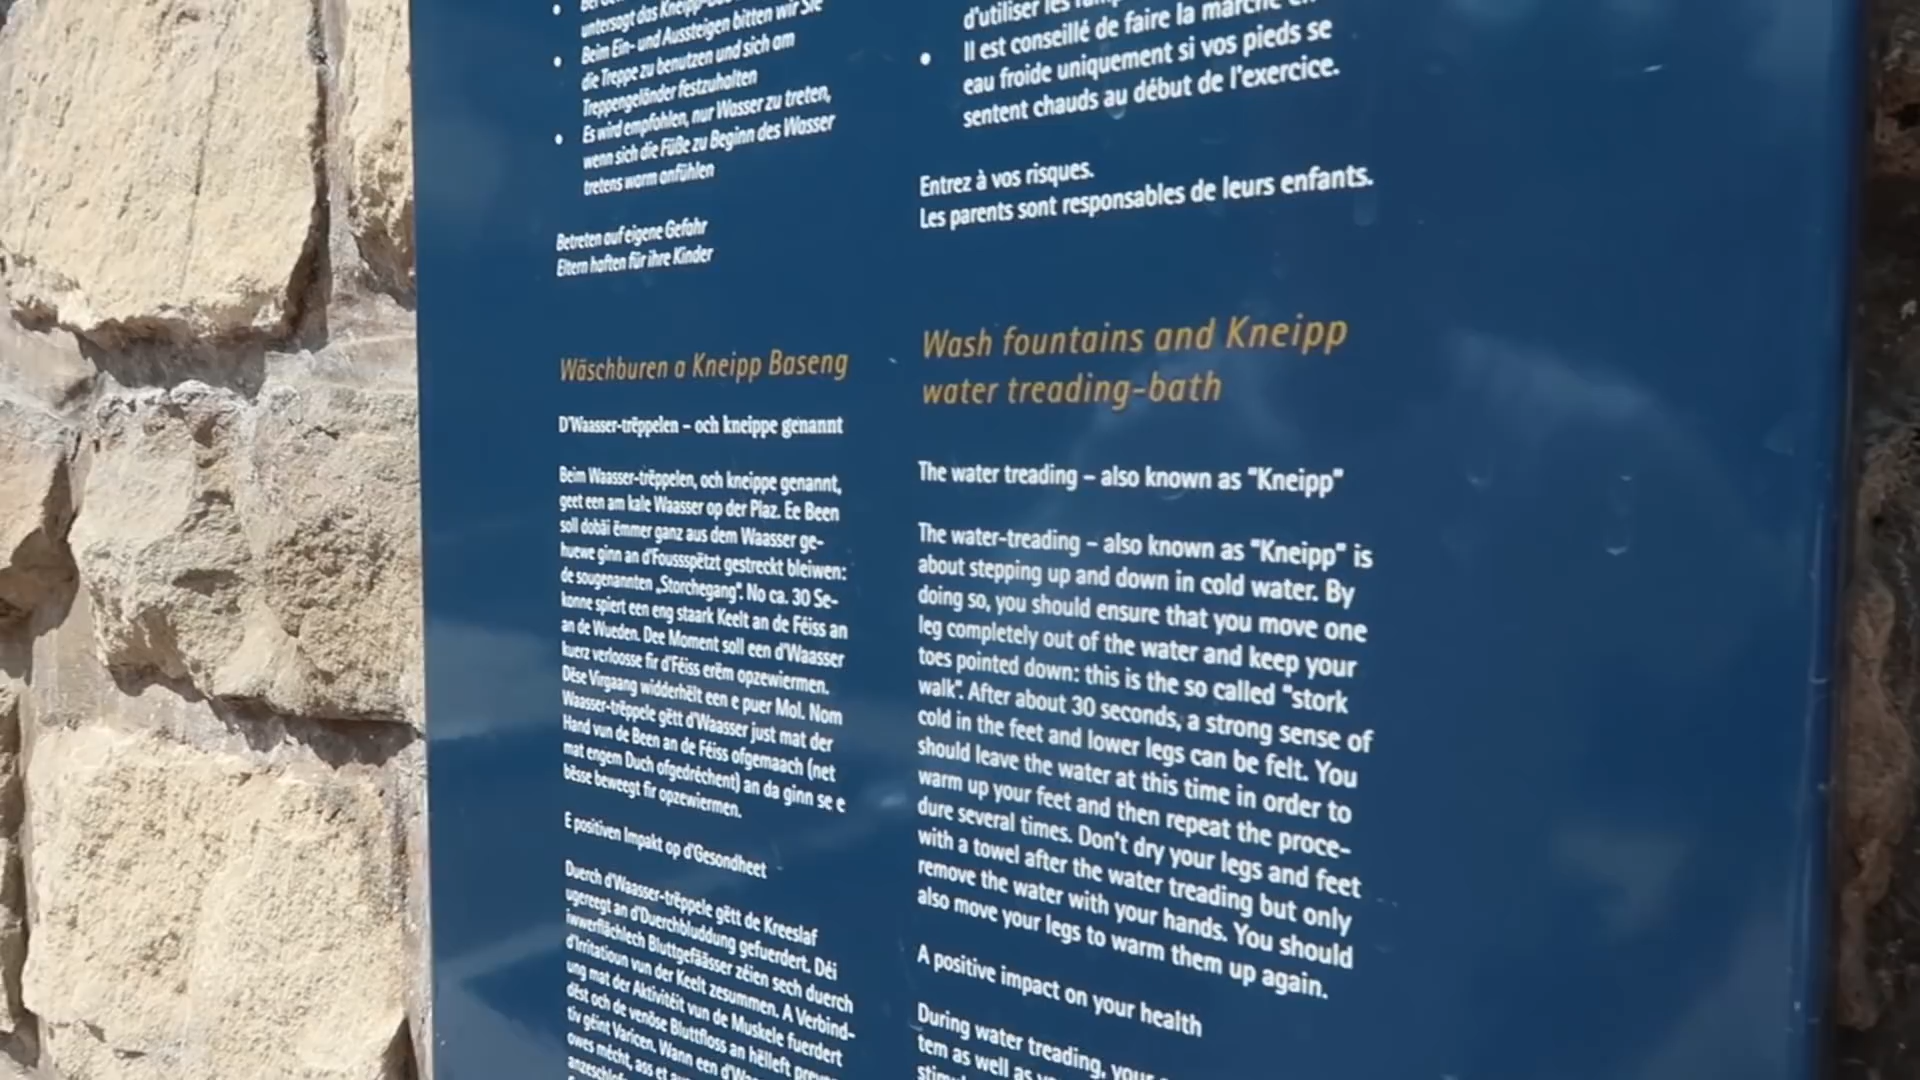 untersagt das Kneipp-
Beim Ein- und Aussteigen bitten wir Sie
die Treppe zu benutzen und sich am
Treppengeländer festzuhalten
Es wird empfohlen, nur Wasser zu treten,
wenn sich die Füße zu Beginn des Wasser
tretens warm anfühlen
Betreten auf eigene Gefahr
Eltern haften für ihre Kinder
Wäschburen a Kneipp Baseng
D'Waasser-trëppelen – och kneippe genannt
Beim Waasser-trëppelen, och kneippe genannt,
geet een am kale Waasser op der Plaz. Ee Been
soll dobäi ëmmer ganz aus dem Waasser ge-
huewe ginn an d'Foussspëtzt gestreckt bleiwen:
de sougenannten „Storchegang". No ca. 30 Se-
konne spiert een eng staark Keelt an de Féiss an
an de Wueden. Dee Moment soll een d'Waasser
kuerz verloosse fir d'Féiss erëm opzewiermen.
Dëse Virgaang widderhëlt een e puer Mol. Nom
Waasser-trëppele gëtt d'Waasser just mat der
Hand vun de Been an de Féiss ofgemaach (net
mat engem Duch ofgedréchent) an da ginn se e
bësse beweegt fir opzewiermen.
E positiven Impakt op d'Gesondheet
Duerch d'Waasser-trëppele gëtt de Kreeslaf
ugereegt an d'Duerchbluddung gefuerdert. Déi
iwwerflächlech Bluttgefäässer zéien sech duerch
d'Irritatioun vun der Keelt zesummen. A Verbind-
ung mat der Aktivitéit vun de Muskele fuerdert
dëst och de venöse Bluttfloss an hëlleft
tiv géint Varicen. Wann een
owes mécht, ass et
d'utiliser les
Il est conseillé de faire la marche en
eau froide uniquement si vos pieds se
sentent chauds au début de l'exercice.
Entrez à vos risques.
Les parents sont responsables de leurs enfants.
Wash fountains and Kneipp
water treading-bath
The water treading – also known as "Kneipp"
The water-treading – also known as "Kneipp" is
about stepping up and down in cold water. By
doing so, you should ensure that you move one
leg completely out of the water and keep your
toes pointed down: this is the so called "stork
walk". After about 30 seconds, a strong sense of
cold in the feet and lower legs can be felt. You
should leave the water at this time in order to
warm up your feet and then repeat the proce-
dure several times. Don't dry your legs and feet
with a towel after the water treading but only
remove the water with your hands. You should
also move your legs to warm them up again.
A positive impact on your health
During water treading, your
tem as well as